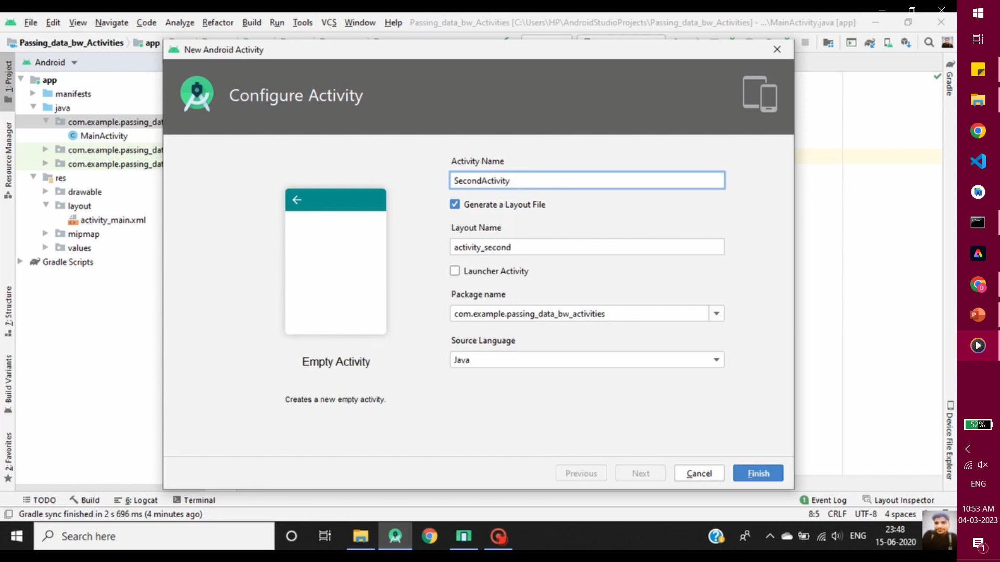 File Edit View Navigate Code Analyze Refactor Build Run Tools VCS Window Help Passing_data_bw_Activities [C:\Users\HP\AndroidStudioProjects\Passing_data_bw_Activities] - ...\MainActivity.java [app]
Passing_data_bw_Activities app
New Android Activity
1: Project
Resource Manager
7: Structure
Build Variants
2: Favorites
Android
app
manifests
java
com.example.passing_dat
MainActivity
com.example.passing_dat
com.example.passing_dat
res
drawable
layout
activity_main.xml
mipmap
values
Gradle Scripts
Configure Activity
Activity Name
SecondActivity
Generate a Layout File
Layout Name
activity_second
Launcher Activity
Package name
com.example.passing_data_bw_activities
Source Language
Java
Empty Activity
Creates a new empty activity.
Previous Next Cancel Finish
Gradle
Device File Explorer
TODO Build 6: Logcat Terminal
1 Event Log Layout Inspector
Gradle sync finished in 2 s 696 ms (4 minutes ago)
8:5 CRLF UTF-8 4 spaces
Search here
ENG
23:48
15-06-2020
D
P
52%
ENG
10:53 AM
04-03-2023
1